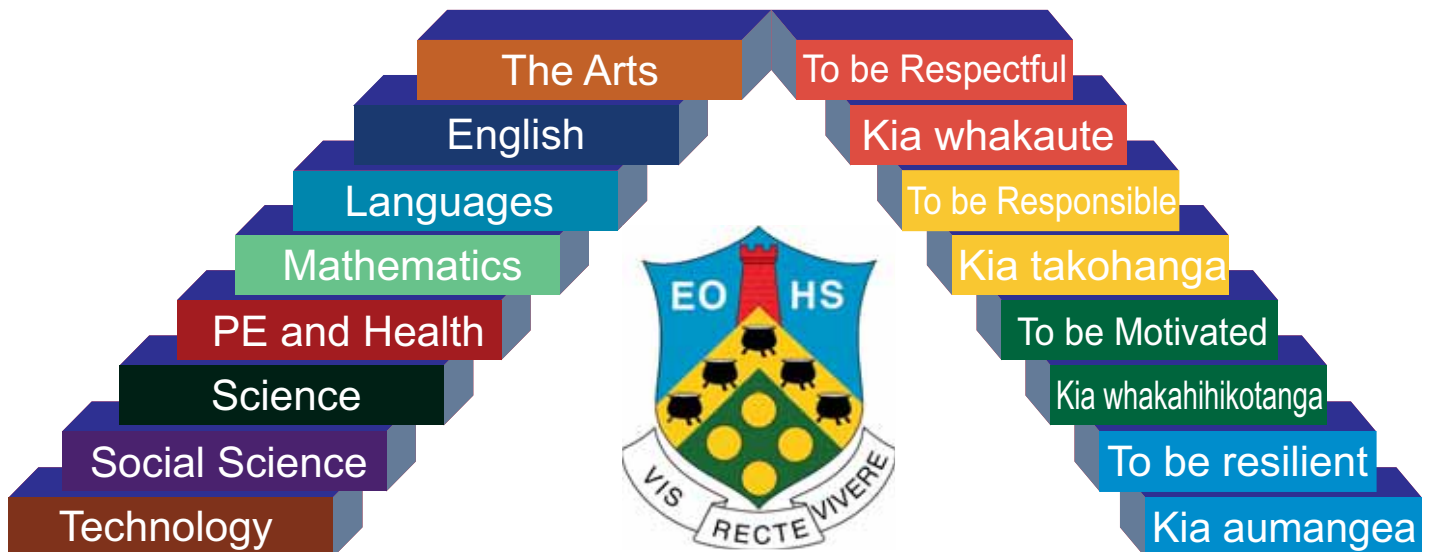 The Arts
English
Languages
Mathematics
PE and Health
Science
Social Science
Technology
To be Respectful
Kia whakaute
To be Responsible
Kia takohanga
To be Motivated
Kia whakahihikotanga
To be resilient
Kia aumangea
EO HS
VIS RECTE VIVERE